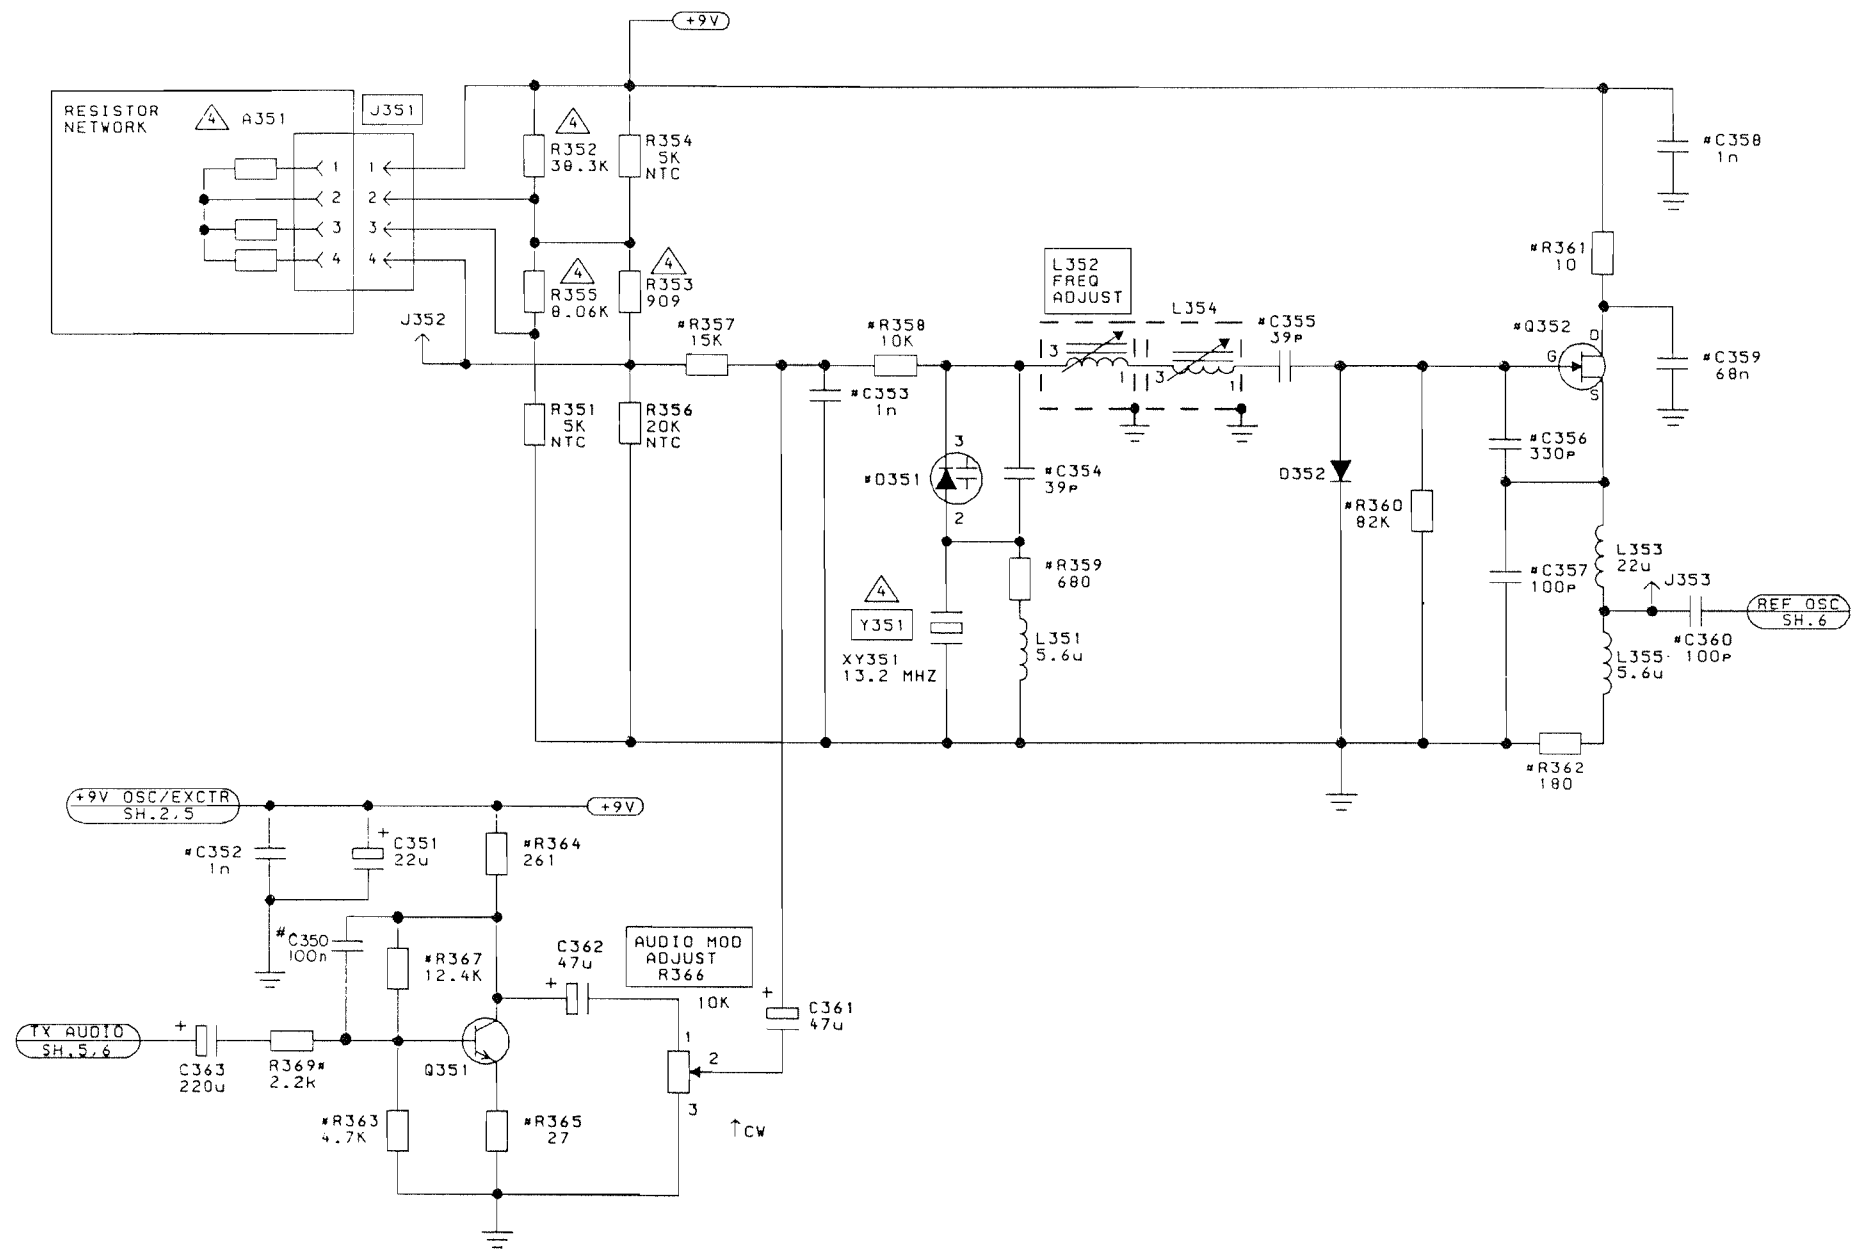 +9V
RESISTOR
NETWORK
4
A351
J351
1
2
3
4
1
2
3
4
4
R352
38.3K
R354
5K
NTC
4
R355
8.06K
4
R353
909
J352
R351
5K
NTC
R356
20K
NTC
*R357
15K
*C353
1n
*R358
10K
L352
FREQ
ADJUST
3
1
L354
3
1
*C355
39p
3
*D351
2
*C354
39p
4
Y351
XY351
13.2 MHZ
*R359
680
L351
5.6u
D352
*R360
82K
*C358
1n
*R361
10
*Q352
D
G
S
*C359
68n
*C356
330p
*C357
100p
L353
22u
J353
REF OSC
SH.6
*C360
100p
L355
5.6u
*R362
180
+9V OSC/EXCTR
SH.2,5
+9V
*C352
1n
+
C351
22u
*R364
261
#
C350
100n
*R367
12.4K
C362
47u
+
AUDIO MOD
ADJUST
R366
10K
+
C361
47u
TX AUDIO
SH.5,6
+
C363
220u
R369*
2.2k
Q351
1
2
3
*R363
4.7K
*R365
27
↑CW